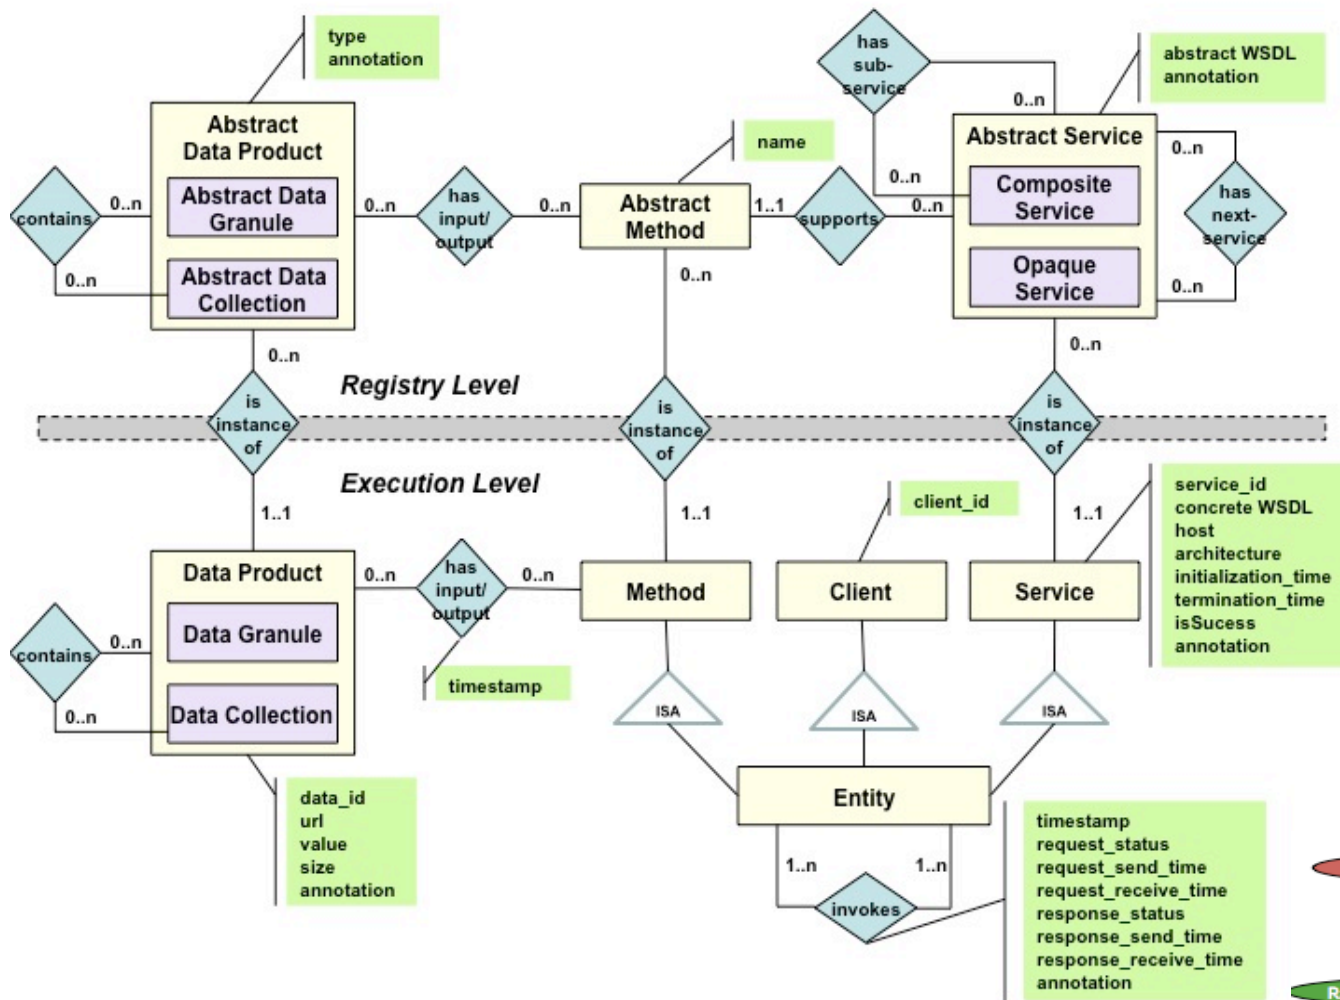 type
annotation
has
sub-
service
abstract WSDL
annotation
0..n
Abstract
Data Product
name
Abstract Service
0..n
contains
0..n
Abstract Data
Granule
0..n
has
input/
output
0..n
Abstract
Method
1..1
supports
0..n
0..n
Composite
Service
has
next-
service
0..n
Abstract Data
Collection
0..n
Opaque
Service
0..n
0..n
0..n
Registry Level
is
instance
of
is
instance
of
is
instance
of
Execution Level
1..1
1..1
1..1
client_id
service_id
concrete WSDL
host
architecture
initialization_time
termination_time
isSucess
annotation
Data Product
0..n
has
input/
output
0..n
Method
Client
Service
contains
0..n
Data Granule
timestamp
0..n
Data Collection
ISA
ISA
ISA
Entity
data_id
url
value
size
annotation
1..n
1..n
invokes
timestamp
request_status
request_send_time
request_receive_time
response_status
response_send_time
response_receive_time
annotation
R